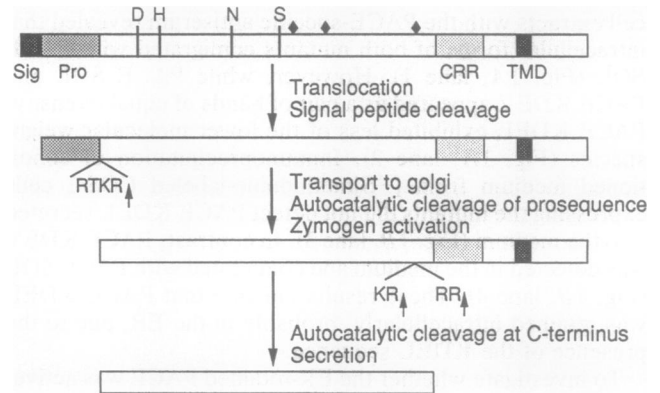 D H N S
Sig Pro CRR TMD
Translocation
Signal peptide cleavage
RTKR
Transport to golgi
Autocatalytic cleavage of prosequence
Zymogen activation
KR RR
Autocatalytic cleavage at C-terminus
Secretion